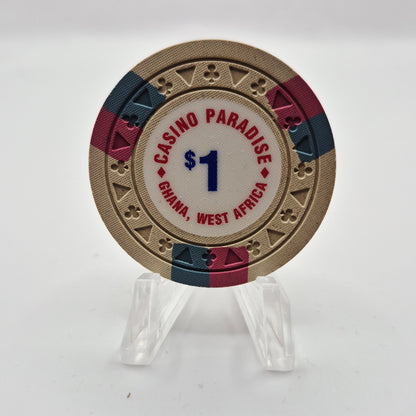 CASINO PARADISE
$1
GHANA, WEST AFRICA